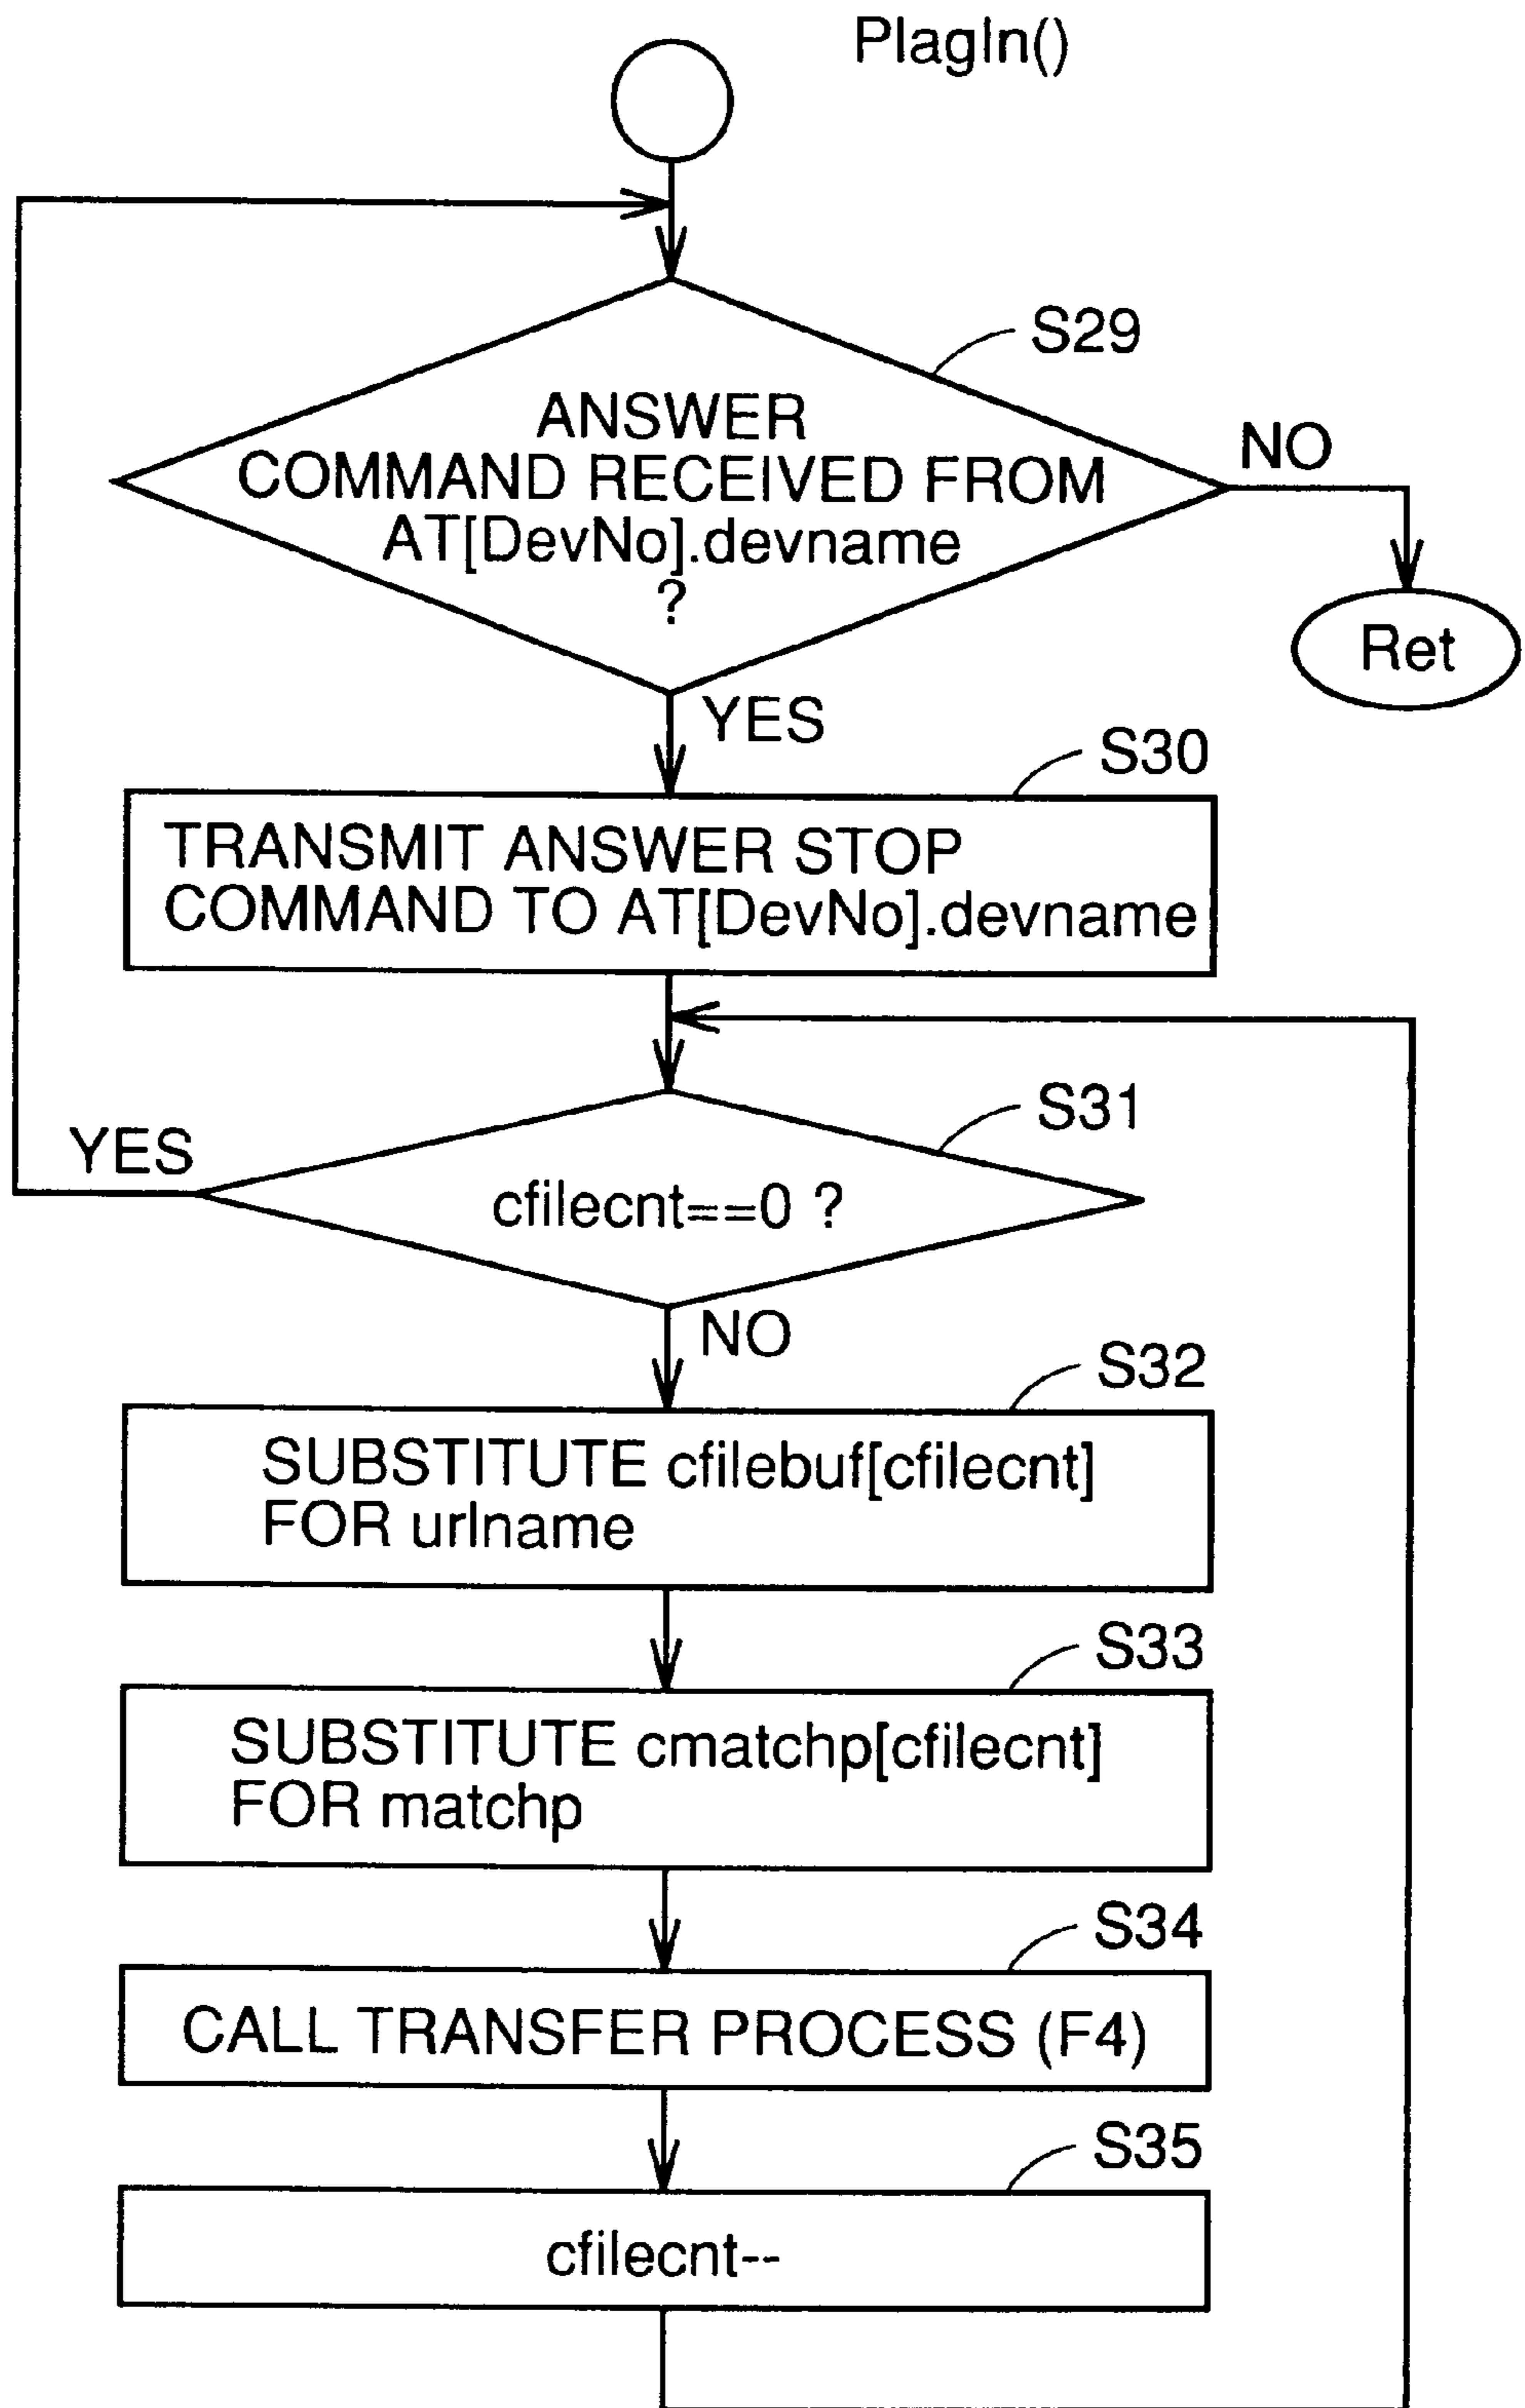 PlagIn()
S29
ANSWER
COMMAND RECEIVED FROM
AT[DevNo].devname
?
NO
Ret
YES
S30
TRANSMIT ANSWER STOP
COMMAND TO AT[DevNo].devname
S31
YES
cfilecnt==0 ?
NO
S32
SUBSTITUTE cfilebuf[cfilecnt]
FOR urlname
S33
SUBSTITUTE cmatchp[cfilecnt]
FOR matchp
S34
CALL TRANSFER PROCESS (F4)
S35
cfilecnt--